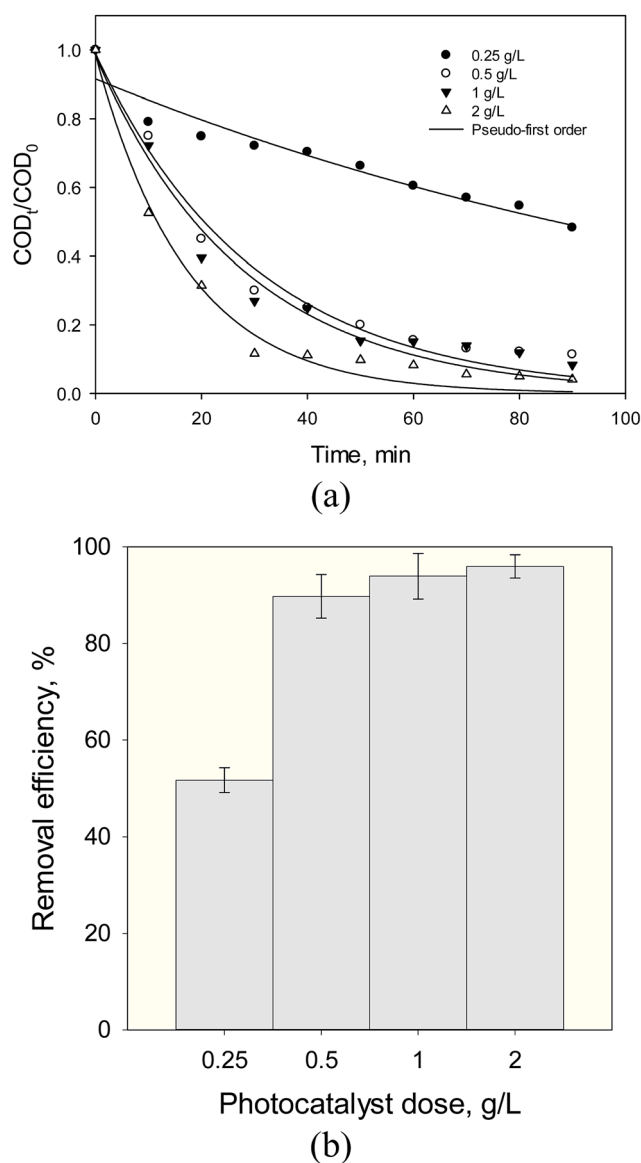 1.0
0.8
0.6
0.4
0.2
0.0
CODt/COD0
0.25 g/L
0.5 g/L
1 g/L
2 g/L
Pseudo-first order
0 20 40 60 80 100
Time, min
(a)
100
80
60
40
20
0
Removal efficiency, %
0.25 0.5 1 2
Photocatalyst dose, g/L
(b)